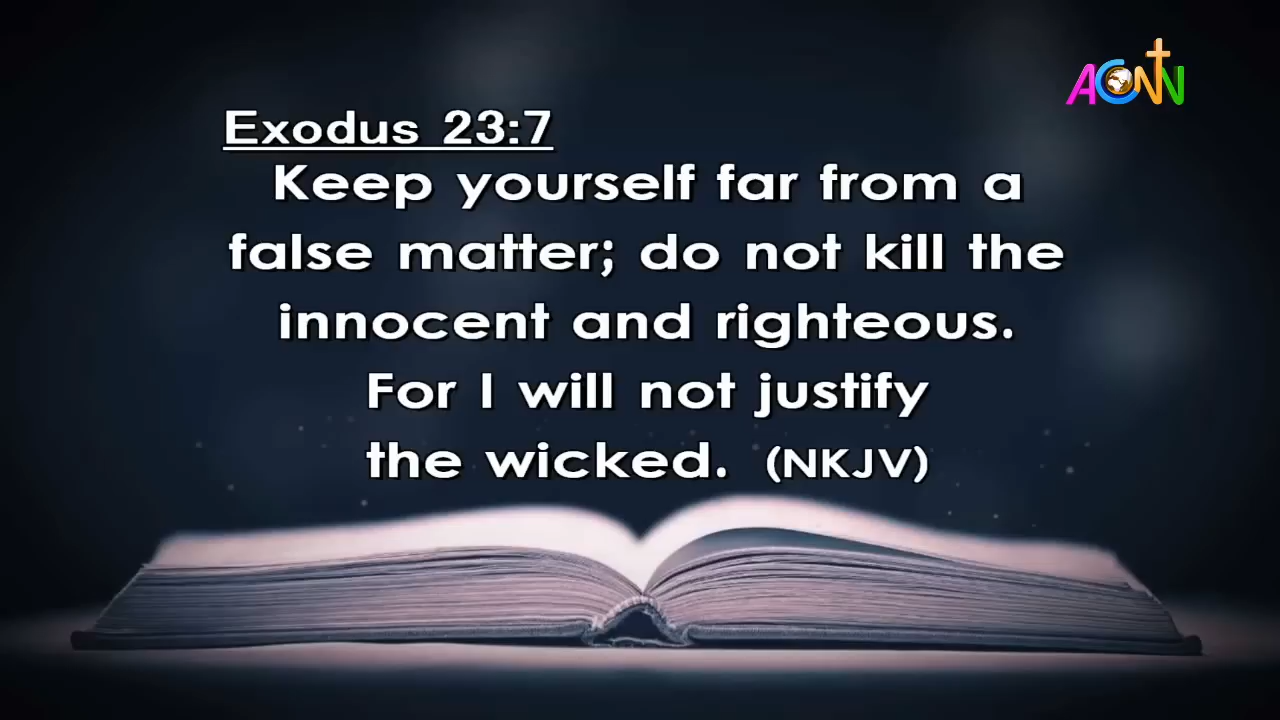 ACNN
Exodus 23:7
Keep yourself far from a
false matter; do not kill the
innocent and righteous.
For I will not justify
the wicked. (NKJV)